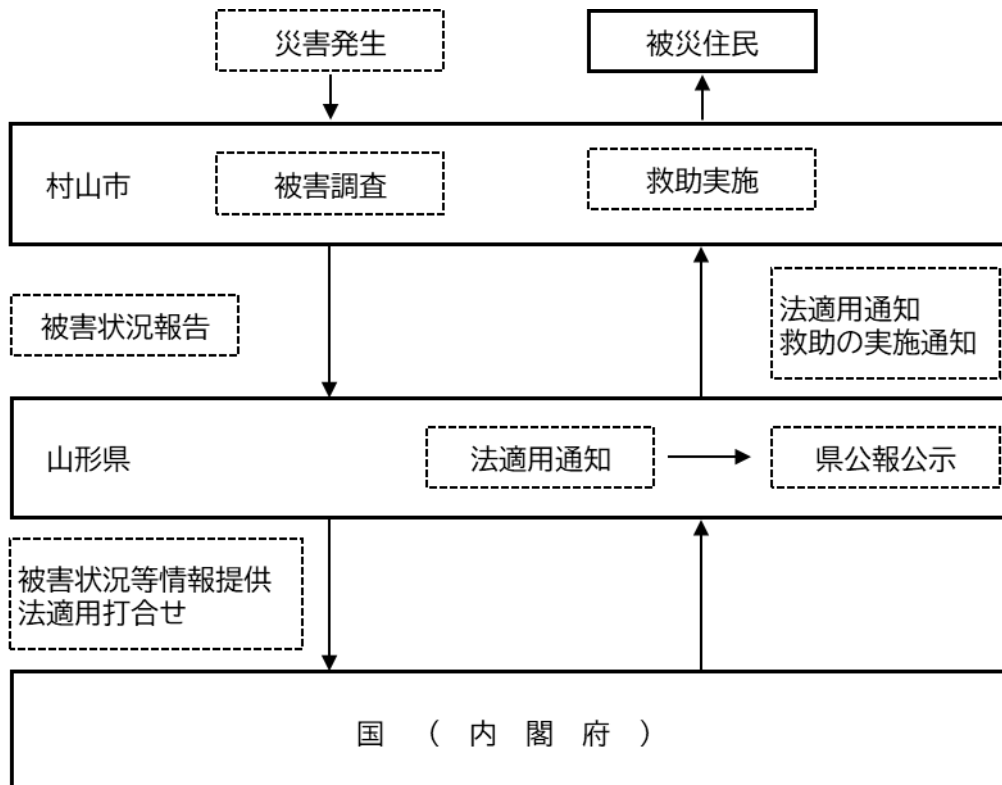 災害発生
被災住民
村山市
被害調査
救助実施
被害状況報告
法適用通知
救助の実施通知
山形県
法適用通知
県公報公示
被害状況等情報提供
法適用打合せ
国（内閣府）